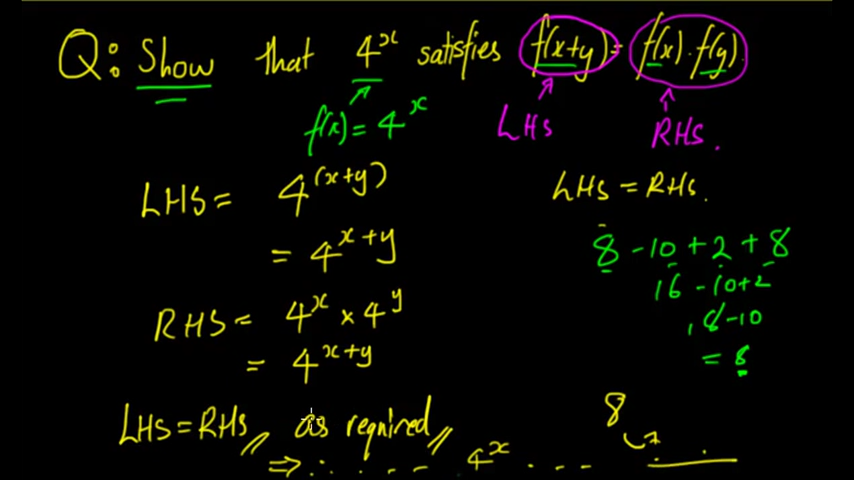 Q: Show that 4^x satisfies f(x+y) = f(x).f(y).
f(x) = 4^x
LHS
RHS.
LHS = 4^(x+y)
= 4^x+y
RHS = 4^x × 4^y
= 4^x+y
LHS = RHS, as required
⇒ ∴ . - - 4^x - - -
LHS = RHS.
8 - 10 + 2 + 8
16 - 10 + 2
18 - 10
= 8
8